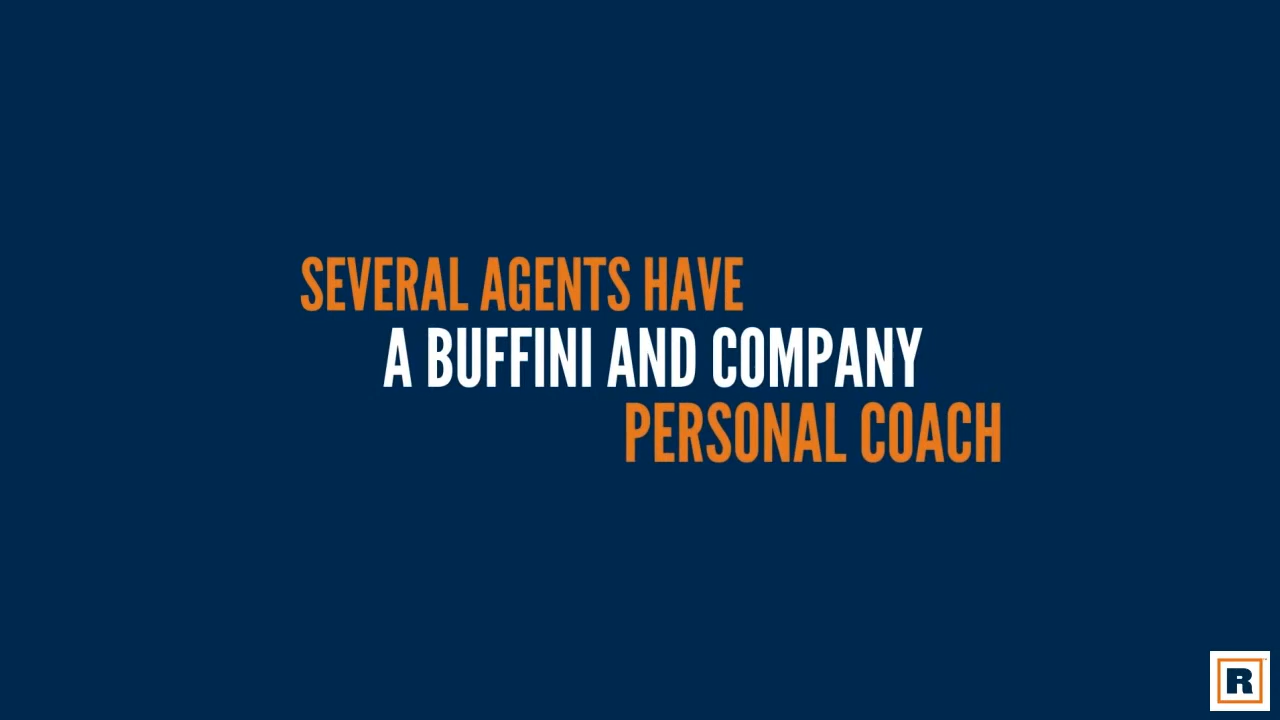 SEVERAL AGENTS HAVE
A BUFFINI AND COMPANY
PERSONAL COACH
R